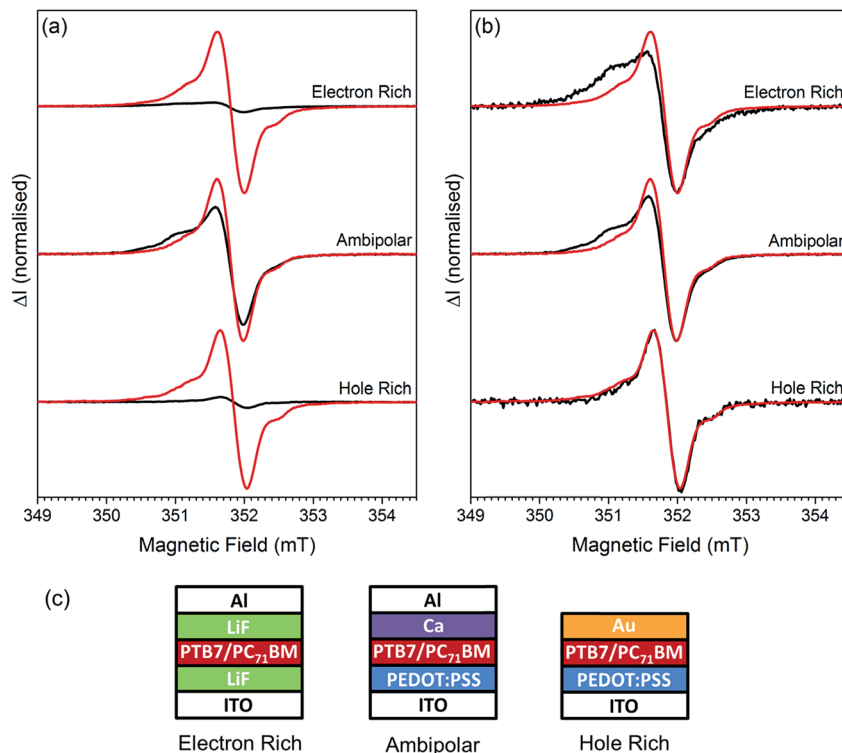 (a)
Electron Rich
Ambipolar
Hole Rich
ΔI (normalised)
349 350 351 352 353 354
Magnetic Field (mT)
(b)
Electron Rich
Ambipolar
Hole Rich
ΔI (normalised)
349 350 351 352 353 354
Magnetic Field (mT)
(c)
Al
LiF
PTB7/PC₇₁BM
LiF
ITO
Electron Rich
Al
Ca
PTB7/PC₇₁BM
PEDOT:PSS
ITO
Ambipolar
Au
PTB7/PC₇₁BM
PEDOT:PSS
ITO
Hole Rich